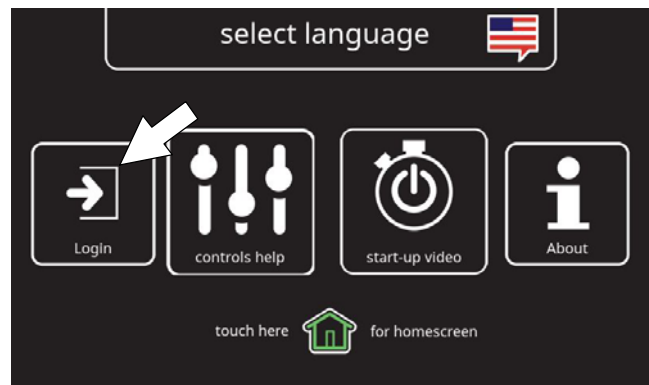 select language
Login
controls help
start-up video
About
touch here for homescreen